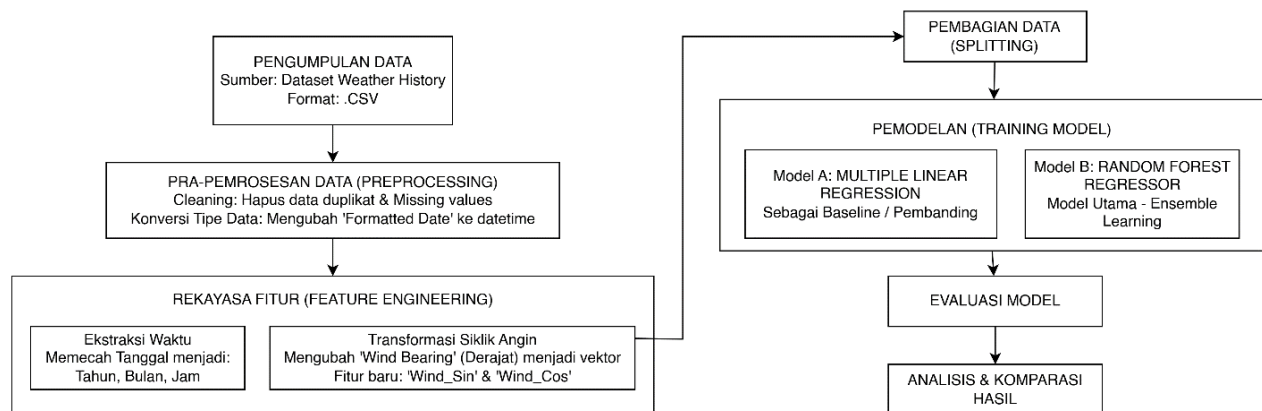 PENGUMPULAN DATA
Sumber: Dataset Weather History
Format: .CSV
PRA-PEMROSESAN DATA (PREPROCESSING)
Cleaning: Hapus data duplikat & Missing values
Konversi Tipe Data: Mengubah 'Formatted Date' ke datetime
REKAYASA FITUR (FEATURE ENGINEERING)
Ekstraksi Waktu
Memecah Tanggal menjadi:
Tahun, Bulan, Jam
Transformasi Siklik Angin
Mengubah 'Wind Bearing' (Derajat) menjadi vektor
Fitur baru: 'Wind_Sin' & 'Wind_Cos'
PEMBAGIAN DATA
(SPLITTING)
PEMODELAN (TRAINING MODEL)
Model A: MULTIPLE LINEAR
REGRESSION
Sebagai Baseline / Pembanding
Model B: RANDOM FOREST
REGRESSOR
Model Utama - Ensemble
Learning
EVALUASI MODEL
ANALISIS & KOMPARASI
HASIL